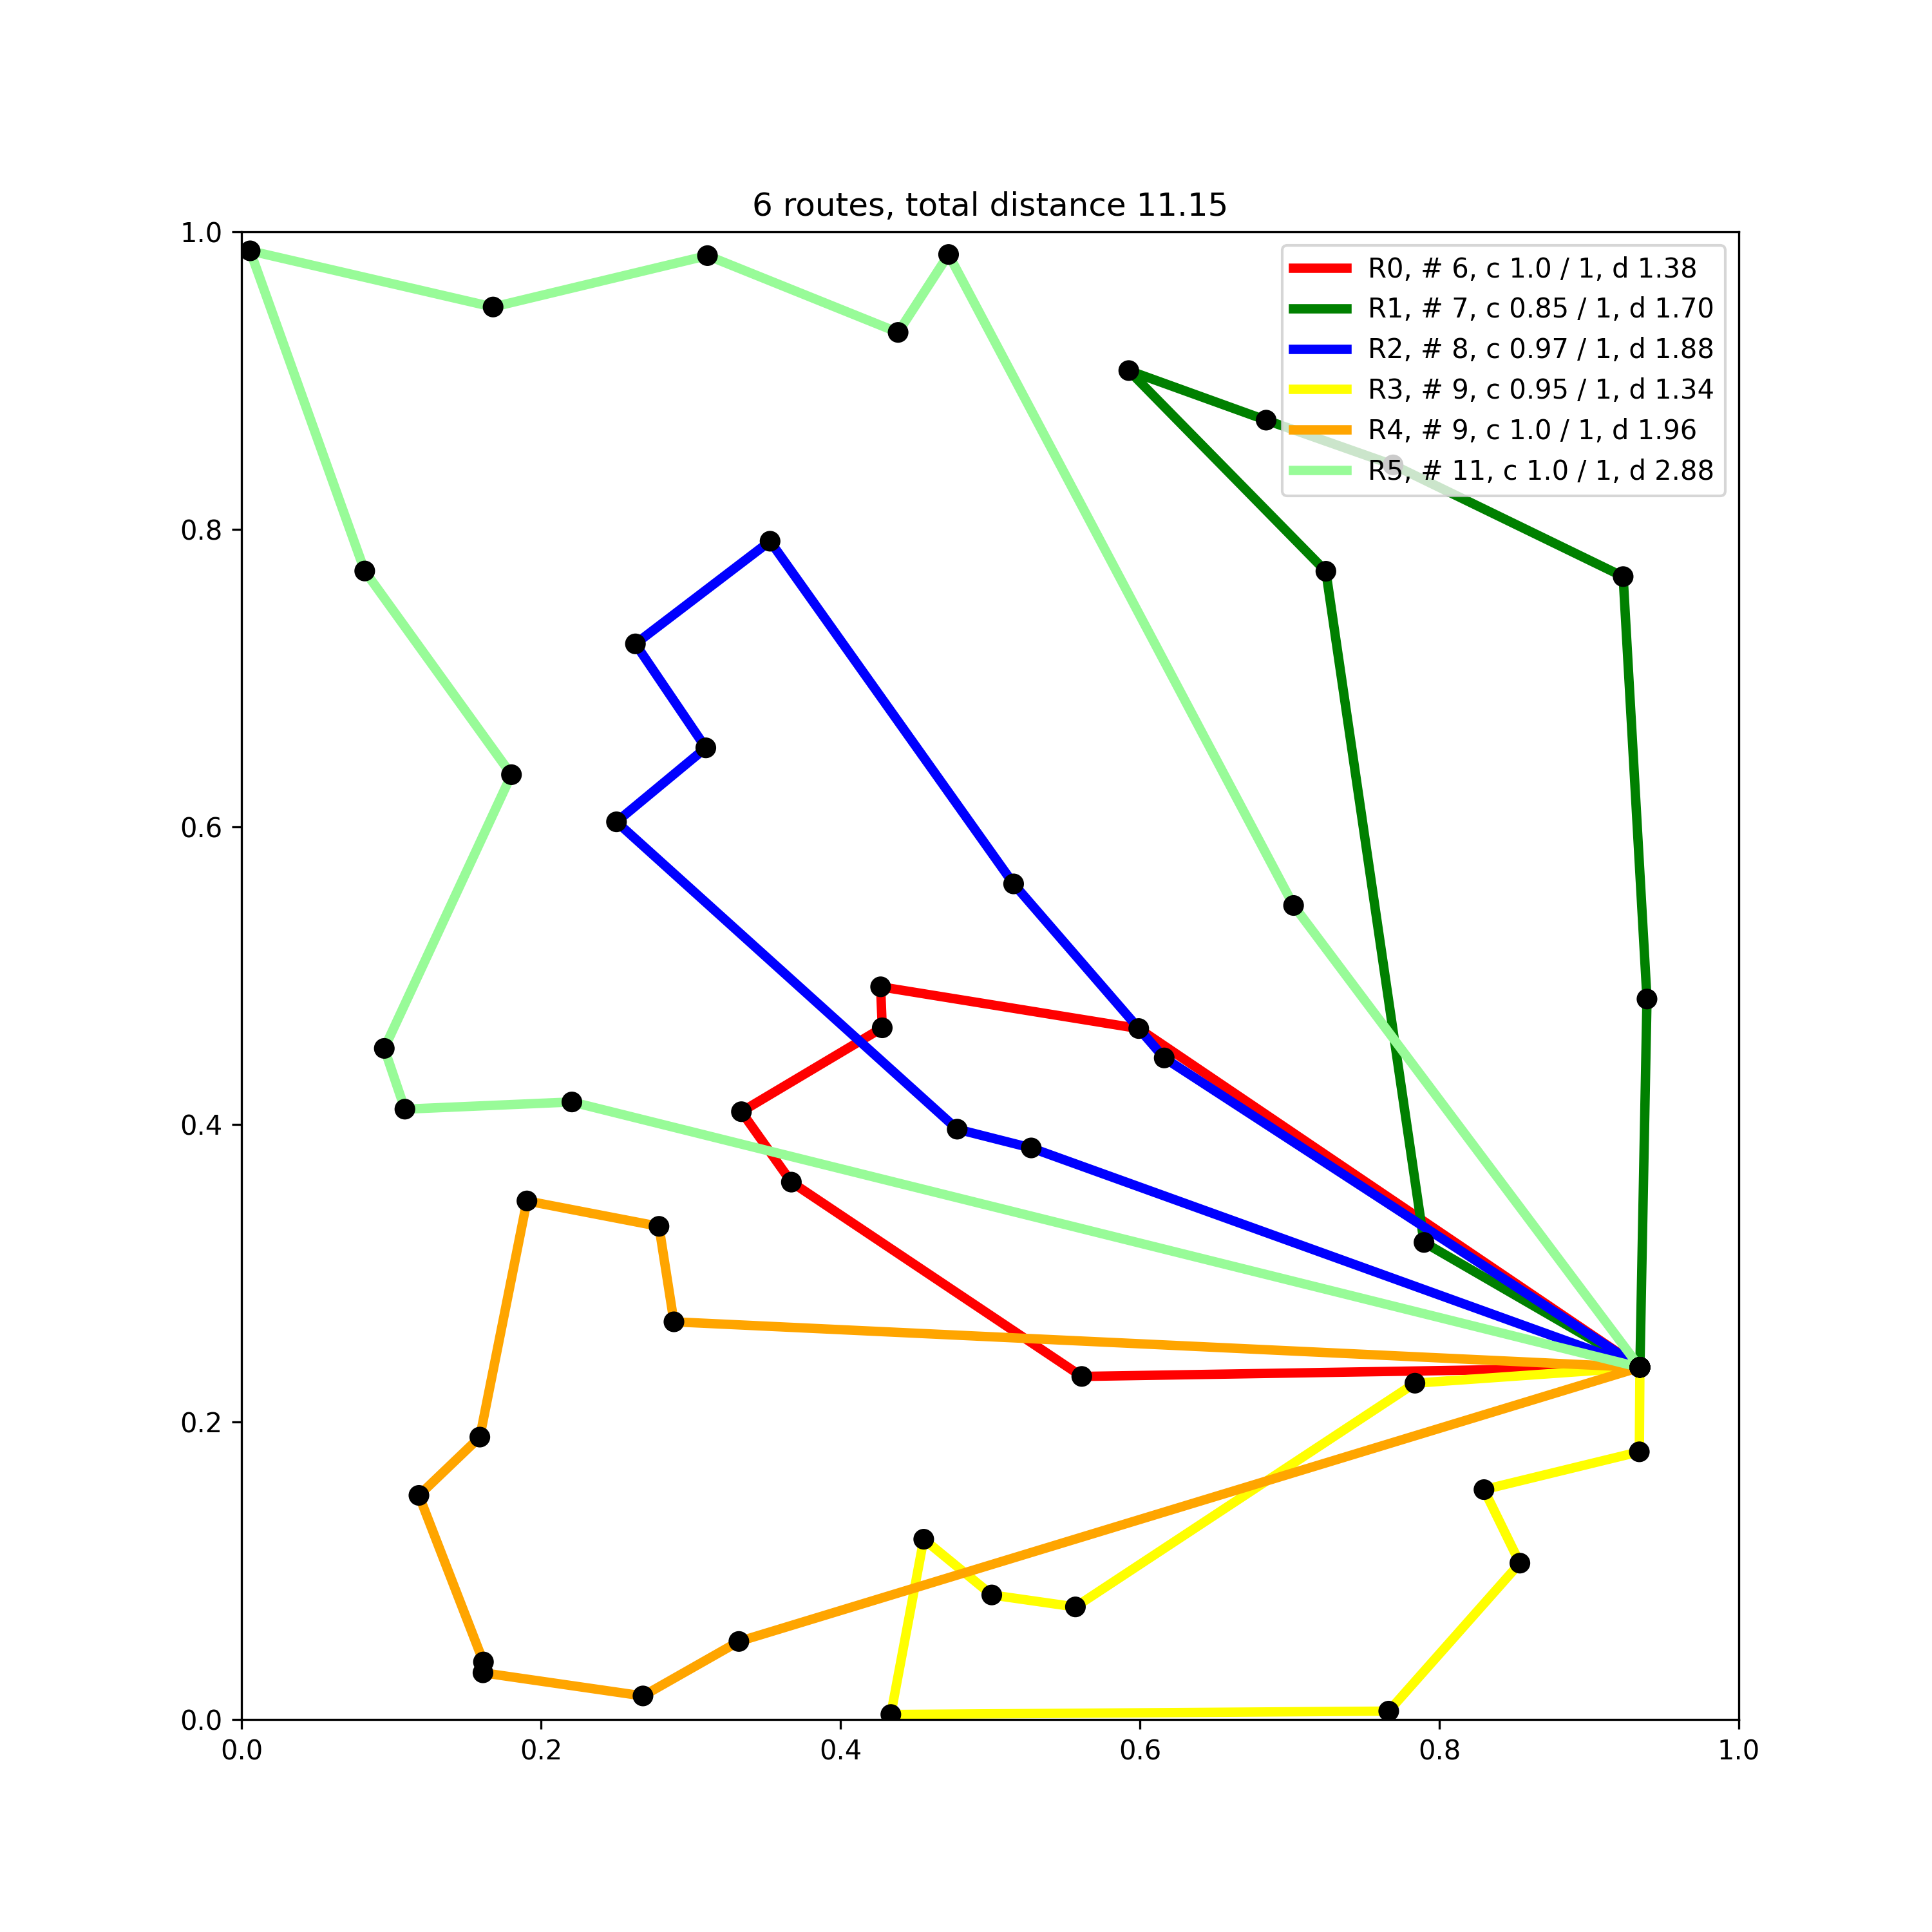 6 routes, total distance 11.15
1.0
0.8
0.6
0.4
0.2
0.0
0.0 0.2 0.4 0.6 0.8 1.0
R0, # 6, c 1.0 / 1, d 1.38
R1, # 7, c 0.85 / 1, d 1.70
R2, # 8, c 0.97 / 1, d 1.88
R3, # 9, c 0.95 / 1, d 1.34
R4, # 9, c 1.0 / 1, d 1.96
R5, # 11, c 1.0 / 1, d 2.88